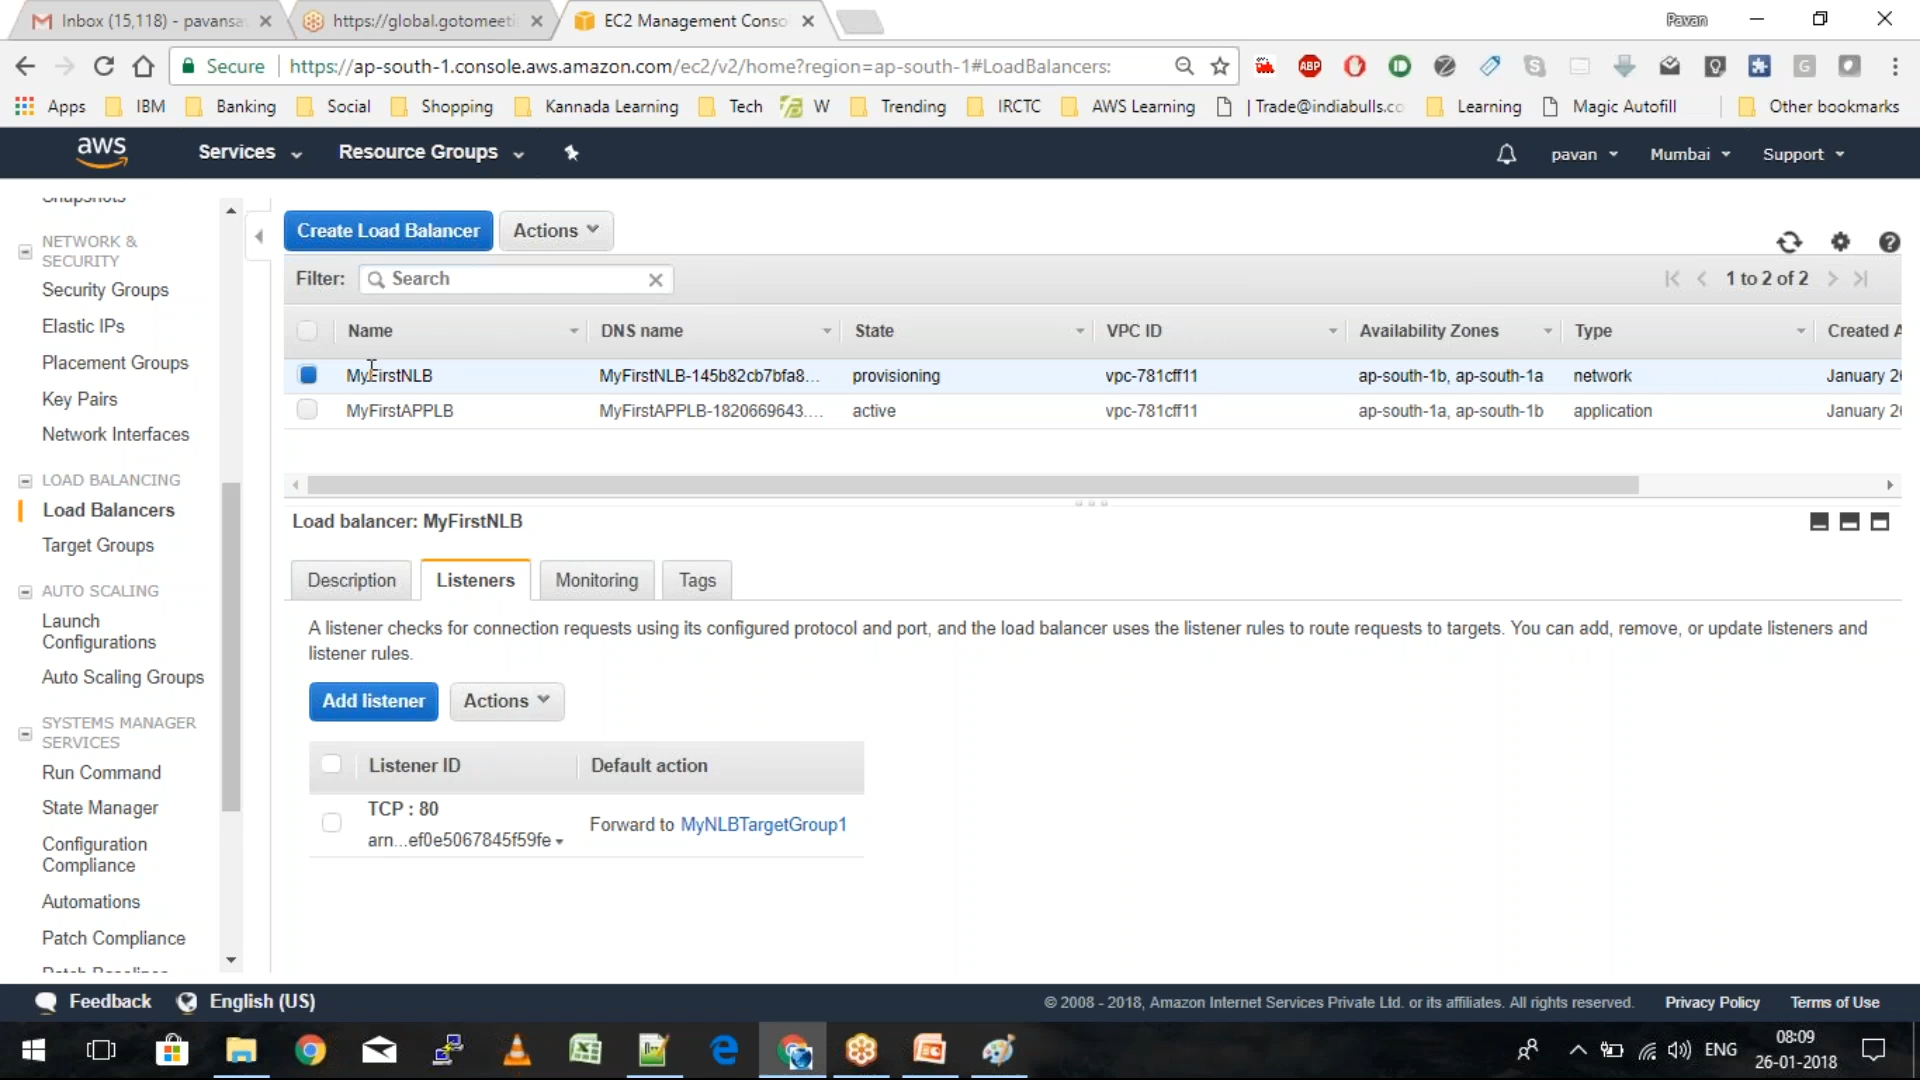 Inbox (15,118) - pavansa
https://global.gotomeeti
EC2 Management Conso
Pavan
Secure
https://ap-south-1.console.aws.amazon.com/ec2/v2/home?region=ap-south-1#LoadBalancers:
ABP
Apps
IBM
Banking
Social
Shopping
Kannada Learning
Tech
W
Trending
IRCTC
AWS Learning
| Trade@indiabulls.co
Learning
Magic Autofill
Other bookmarks
aws
Services
Resource Groups
pavan
Mumbai
Support
Snapshots
NETWORK &
SECURITY
Security Groups
Elastic IPs
Placement Groups
Key Pairs
Network Interfaces
LOAD BALANCING
Load Balancers
Target Groups
AUTO SCALING
Launch
Configurations
Auto Scaling Groups
SYSTEMS MANAGER
SERVICES
Run Command
State Manager
Configuration
Compliance
Automations
Patch Compliance
Create Load Balancer
Actions
Filter:
Search
1 to 2 of 2
Name DNS name State VPC ID Availability Zones Type Created A
MyFirstNLB MyFirstNLB-145b82cb7bfa8... provisioning vpc-781cff11 ap-south-1b, ap-south-1a network January 2
MyFirstAPPLB MyFirstAPPLB-1820669643.... active vpc-781cff11 ap-south-1a, ap-south-1b application January 2
Load balancer: MyFirstNLB
Description
Listeners
Monitoring
Tags
A listener checks for connection requests using its configured protocol and port, and the load balancer uses the listener rules to route requests to targets. You can add, remove, or update listeners and
listener rules.
Add listener
Actions
Listener ID Default action
TCP : 80
arn...ef0e5067845f59fe
Forward to MyNLBTargetGroup1
Feedback
English (US)
© 2008 - 2018, Amazon Internet Services Private Ltd. or its affiliates. All rights reserved.
Privacy Policy
Terms of Use
ENG
08:09
26-01-2018